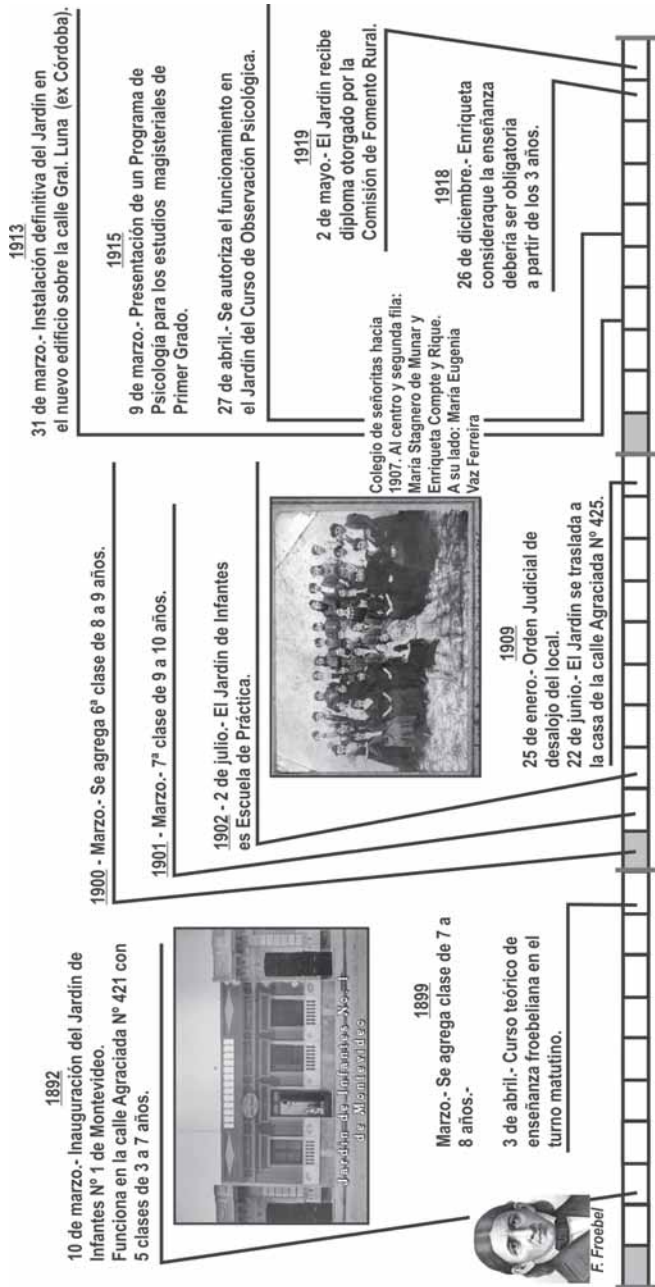 1892
10 de marzo.- Inauguración del Jardín de
Infantes Nº 1 de Montevideo.
Funciona en la calle Agraciada Nº 421 con
5 clases de 3 a 7 años.
Jardín de Infantes No. 1
de Montevideo
1899
Marzo.- Se agrega clase de 7 a
8 años.-
3 de abril.- Curso teórico de
enseñanza froebeliana en el
turno matutino.
F. Froebel
1900 - Marzo.- Se agrega 6ª clase de 8 a 9 años.
1901 - Marzo.- 7ª clase de 9 a 10 años.
1902 - 2 de julio.- El Jardín de Infantes
es Escuela de Práctica.
Colegio de señoritas hacia
1907. Al centro y segunda fila:
María Stagnero de Munar y
Enriqueta Compte y Rique.
A su lado: María Eugenia
Vaz Ferreira
1909
25 de enero.- Orden Judicial de
desalojo del local.
22 de junio.- El Jardín se traslada a
la casa de la calle Agraciada Nº 425.
1913
31 de marzo.- Instalación definitiva del Jardín en
el nuevo edificio sobre la calle Gral. Luna (ex Córdoba).
1915
9 de marzo.- Presentación de un Programa de
Psicología para los estudios magisteriales de
Primer Grado.
27 de abril.- Se autoriza el funcionamiento en
el Jardín del Curso de Observación Psicológica.
1919
2 de mayo.- El Jardín recibe
diploma otorgado por la
Comisión de Fomento Rural.
1918
26 de diciembre.- Enriqueta
consideraque la enseñanza
debería ser obligatoria
a partir de los 3 años.